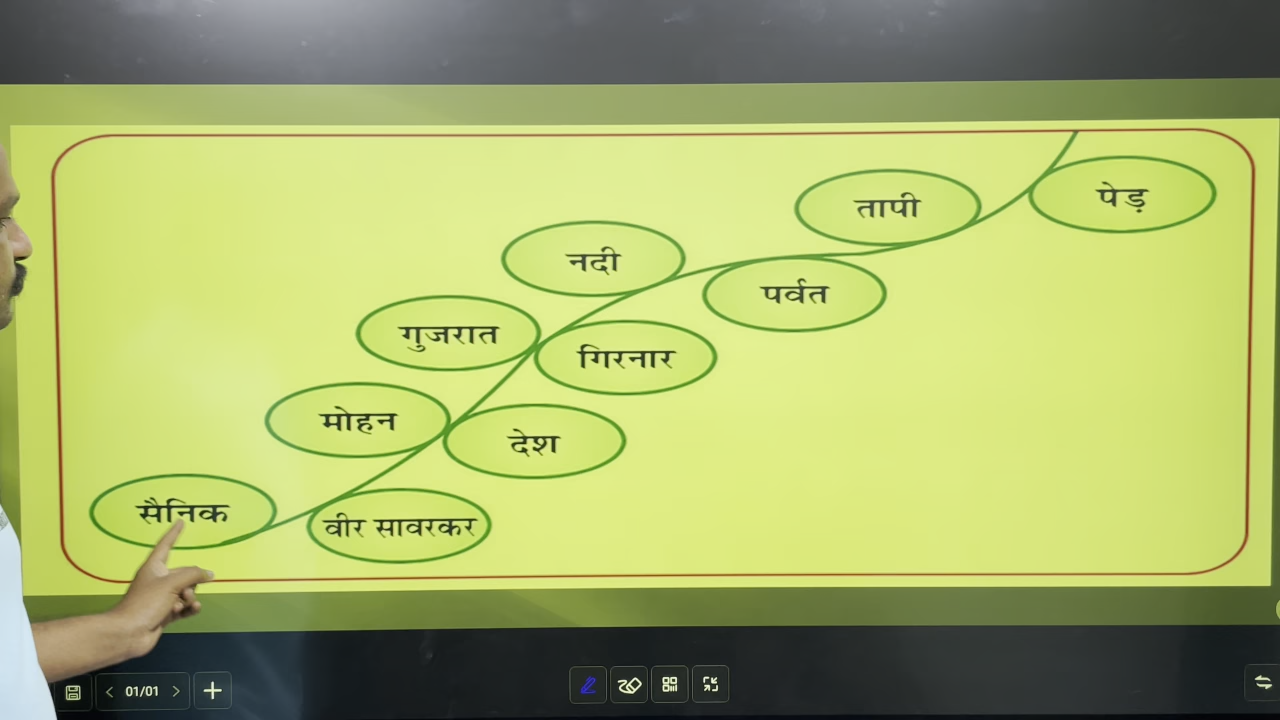 तापी
पेड़
नदी
पर्वत
गुजरात
गिरनार
मोहन
देश
सैनिक
वीर सावरकर
01/01